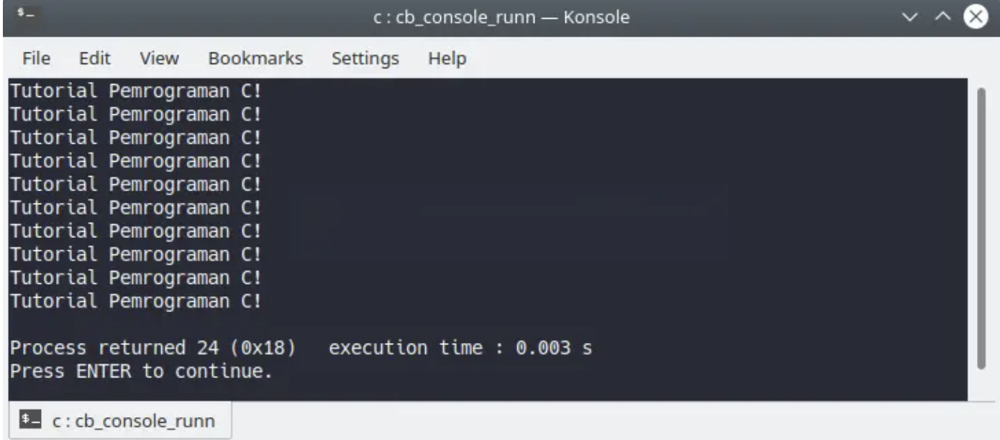 c : cb_console_runn — Konsole
File Edit View Bookmarks Settings Help
Tutorial Pemrograman C!
Tutorial Pemrograman C!
Tutorial Pemrograman C!
Tutorial Pemrograman C!
Tutorial Pemrograman C!
Tutorial Pemrograman C!
Tutorial Pemrograman C!
Tutorial Pemrograman C!
Tutorial Pemrograman C!
Tutorial Pemrograman C!
Process returned 24 (0x18)   execution time : 0.003 s
Press ENTER to continue.
c : cb_console_runn